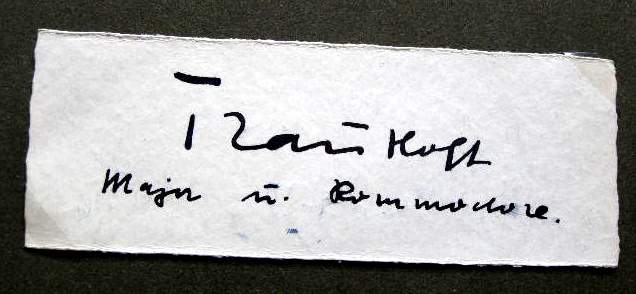 Trautloft
Major u. Kommodore.